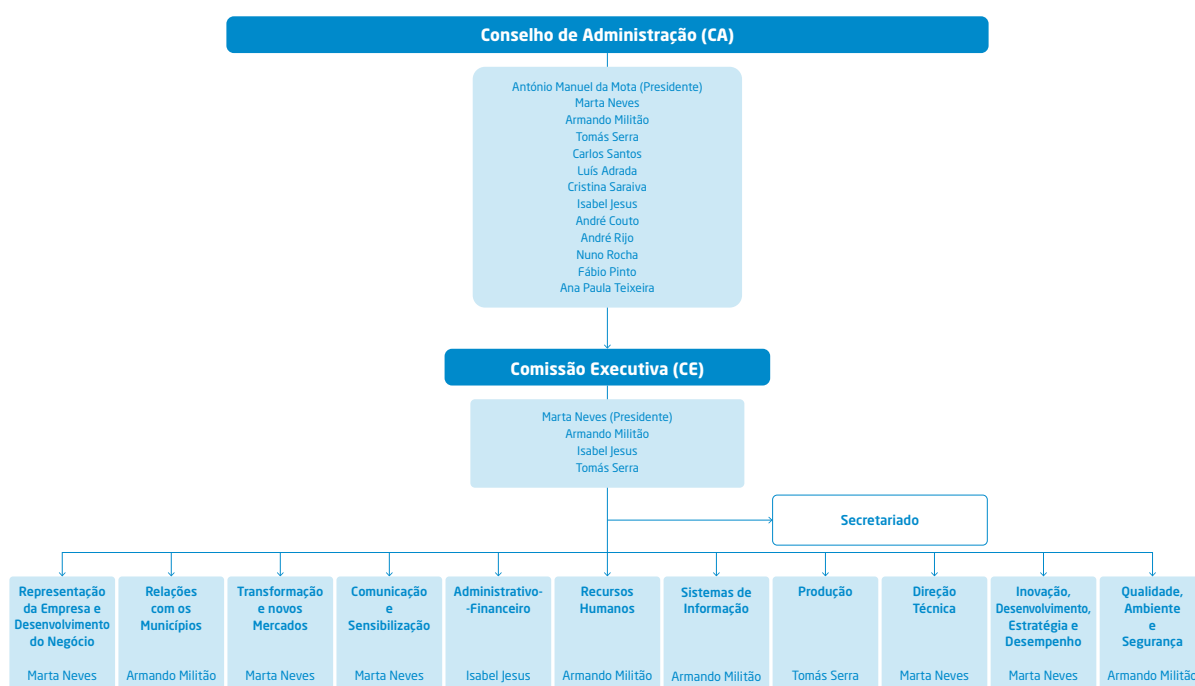 Conselho de Administração (CA)
António Manuel da Mota (Presidente)
Marta Neves
Armando Militão
Tomás Serra
Carlos Santos
Luís Adrada
Cristina Saraiva
Isabel Jesus
André Couto
André Rijo
Nuno Rocha
Fábio Pinto
Ana Paula Teixeira
Comissão Executiva (CE)
Marta Neves (Presidente)
Armando Militão
Isabel Jesus
Tomás Serra
Secretariado
Representação
da Empresa e
Desenvolvimento
do Negócio
Marta Neves
Relações
com os
Municípios
Armando Militão
Transformação
e novos
Mercados
Marta Neves
Comunicação
e
Sensibilização
Marta Neves
Administrativo-
-Financeiro
Isabel Jesus
Recursos
Humanos
Armando Militão
Sistemas de
Informação
Armando Militão
Produção
Tomás Serra
Direção
Técnica
Marta Neves
Inovação,
Desenvolvimento,
Estratégia e
Desempenho
Marta Neves
Qualidade,
Ambiente
e
Segurança
Armando Militão